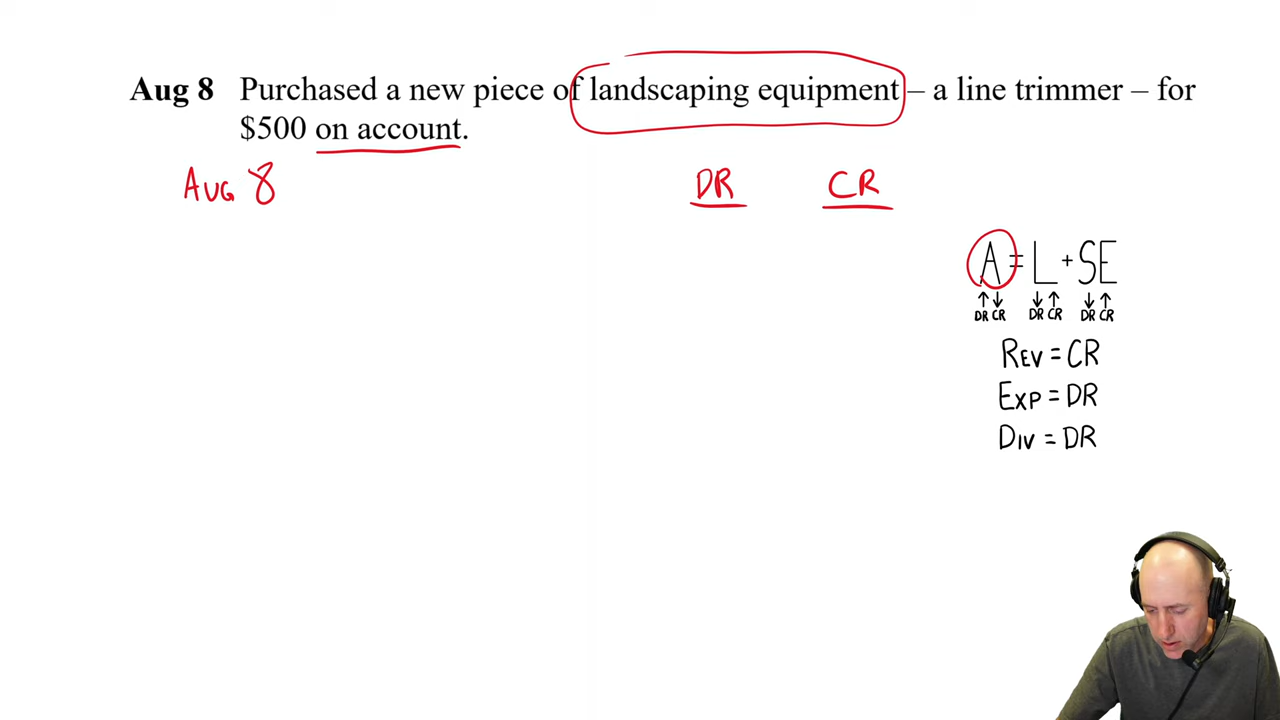 Aug 8 Purchased a new piece of landscaping equipment – a line trimmer – for
$500 on account.
AUG 8 DR CR
A = L + SE
DR CR DR CR DR CR
REV = CR
EXP = DR
DIV = DR